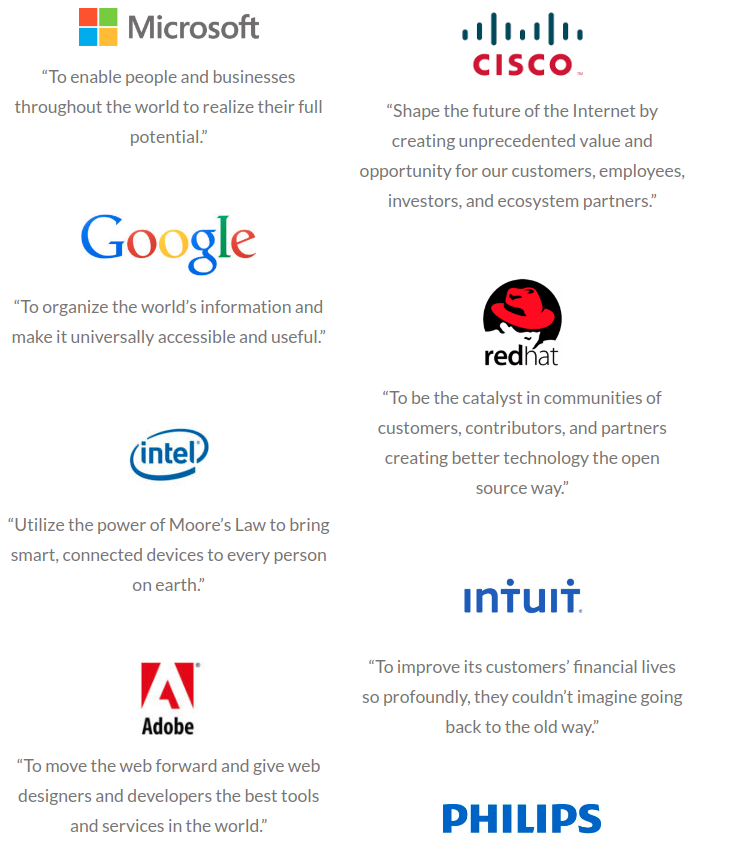 Microsoft
“To enable people and businesses
throughout the world to realize their full
potential.”
Google
“To organize the world’s information and
make it universally accessible and useful.”
intel
“Utilize the power of Moore’s Law to bring
smart, connected devices to every person
on earth.”
Adobe
“To move the web forward and give web
designers and developers the best tools
and services in the world.”
CISCO™
“Shape the future of the Internet by
creating unprecedented value and
opportunity for our customers, employees,
investors, and ecosystem partners.”
redhat
“To be the catalyst in communities of
customers, contributors, and partners
creating better technology the open
source way.”
intuit®
“To improve its customers’ financial lives
so profoundly, they couldn’t imagine going
back to the old way.”
PHILIPS